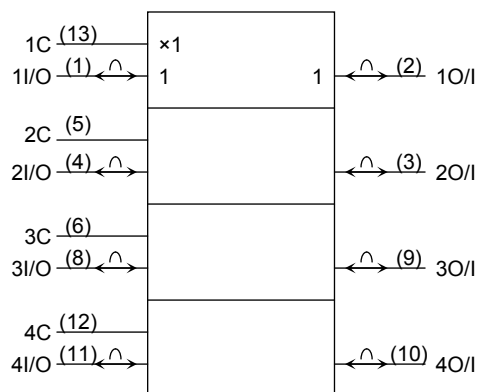 1C (13) ×1
1I/O (1) ∩ 1 1 ∩ (2) 1O/I
2C (5)
2I/O (4) ∩ ∩ (3) 2O/I
3C (6)
3I/O (8) ∩ ∩ (9) 3O/I
4C (12)
4I/O (11) ∩ ∩ (10) 4O/I